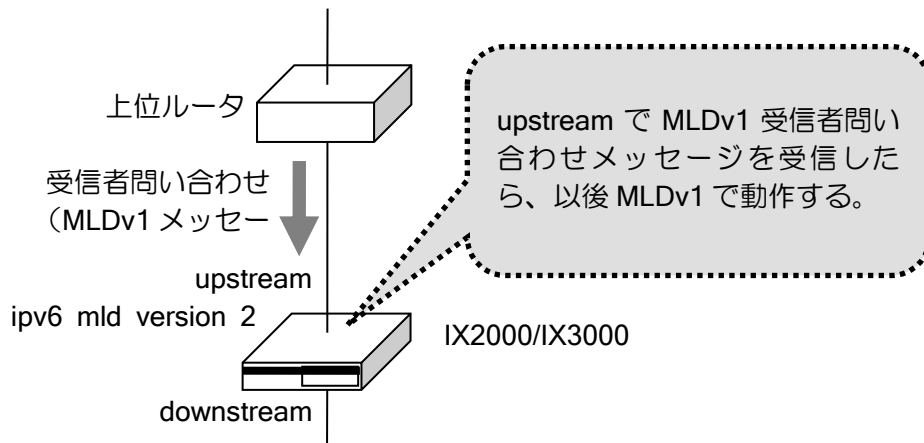 上位ルータ
受信者問い合わせ
（MLDv1 メッセー
upstream で MLDv1 受信者問い
合わせメッセージを受信した
ら、以後 MLDv1 で動作する。
upstream
ipv6 mld version 2
IX2000/IX3000
downstream